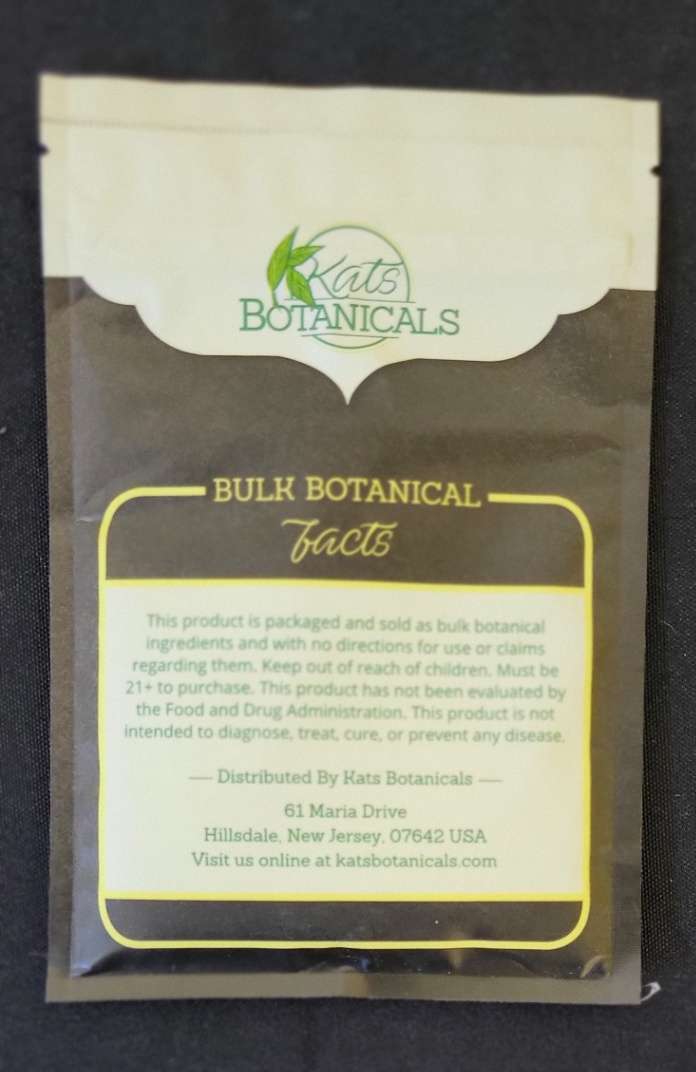 Kats
BOTANICALS
BULK BOTANICAL
facts
This product is packaged and sold as bulk botanical
ingredients and with no directions for use or claims
regarding them. Keep out of reach of children. Must be
21+ to purchase. This product has not been evaluated by
the Food and Drug Administration. This product is not
intended to diagnose, treat, cure, or prevent any disease.
— Distributed By Kats Botanicals —
61 Maria Drive
Hillsdale, New Jersey, 07642 USA
Visit us online at katsbotanicals.com